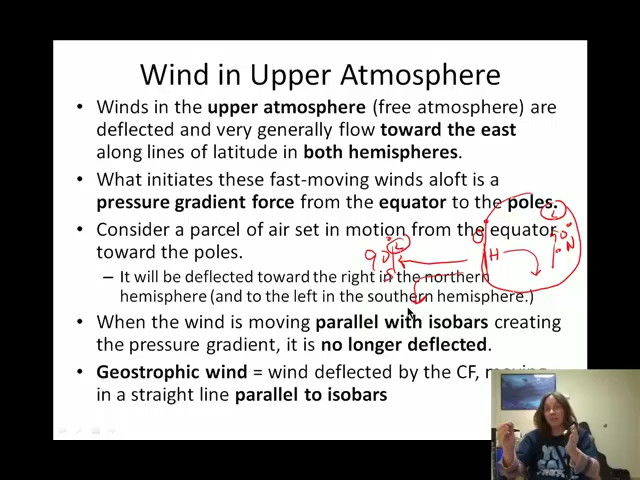 Wind in Upper Atmosphere
• Winds in the upper atmosphere (free atmosphere) are
deflected and very generally flow toward the east
along lines of latitude in both hemispheres.
• What initiates these fast-moving winds aloft is a
pressure gradient force from the equator to the poles.
• Consider a parcel of air set in motion from the equator
toward the poles.
– It will be deflected toward the right in the northern
hemisphere (and to the left in the southern hemisphere.)
• When the wind is moving parallel with isobars creating
the pressure gradient, it is no longer deflected.
• Geostrophic wind = wind deflected by the CF, moving
in a straight line parallel to isobars
L
90°
N
0
H
L
90°
S